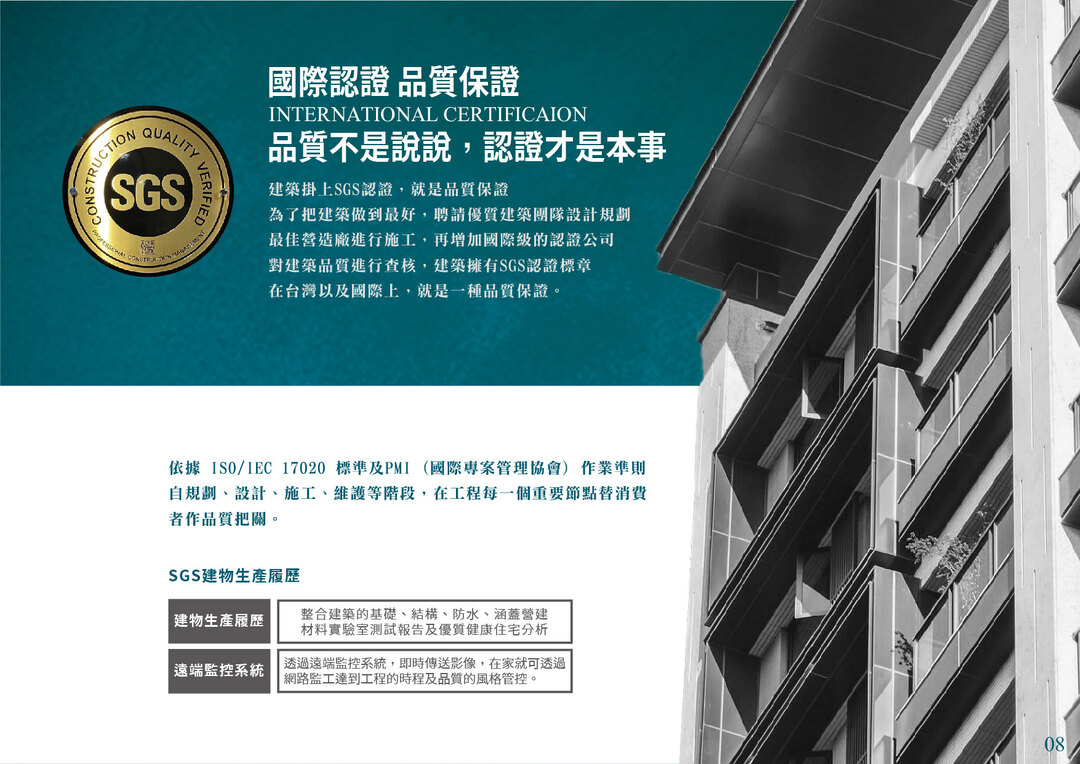 國際認證 品質保證
INTERNATIONAL CERTIFICAION
品質不是說說，認證才是本事
CONSTRUCTION QUALITY VERIFIED
SGS
PROFESSIONAL CONSTRUCTION MANAGEMENT
建築掛上SGS認證，就是品質保證
為了把建築做到最好，聘請優質建築團隊設計規劃
最佳營造廠進行施工，再增加國際級的認證公司
對建築品質進行查核，建築擁有SGS認證標章
在台灣以及國際上，就是一種品質保證。
依據 ISO/IEC 17020 標準及PMI (國際專案管理協會) 作業準則
自規劃、設計、施工、維護等階段，在工程每一個重要節點替消費
者作品質把關。
SGS建物生產履歷
建物生產履歷
整合建築的基礎、結構、防水、涵蓋營建
材料實驗室測試報告及優質健康住宅分析
遠端監控系統
透過遠端監控系統，即時傳送影像，在家就可透過
網路監工達到工程的時程及品質的風格管控。
08